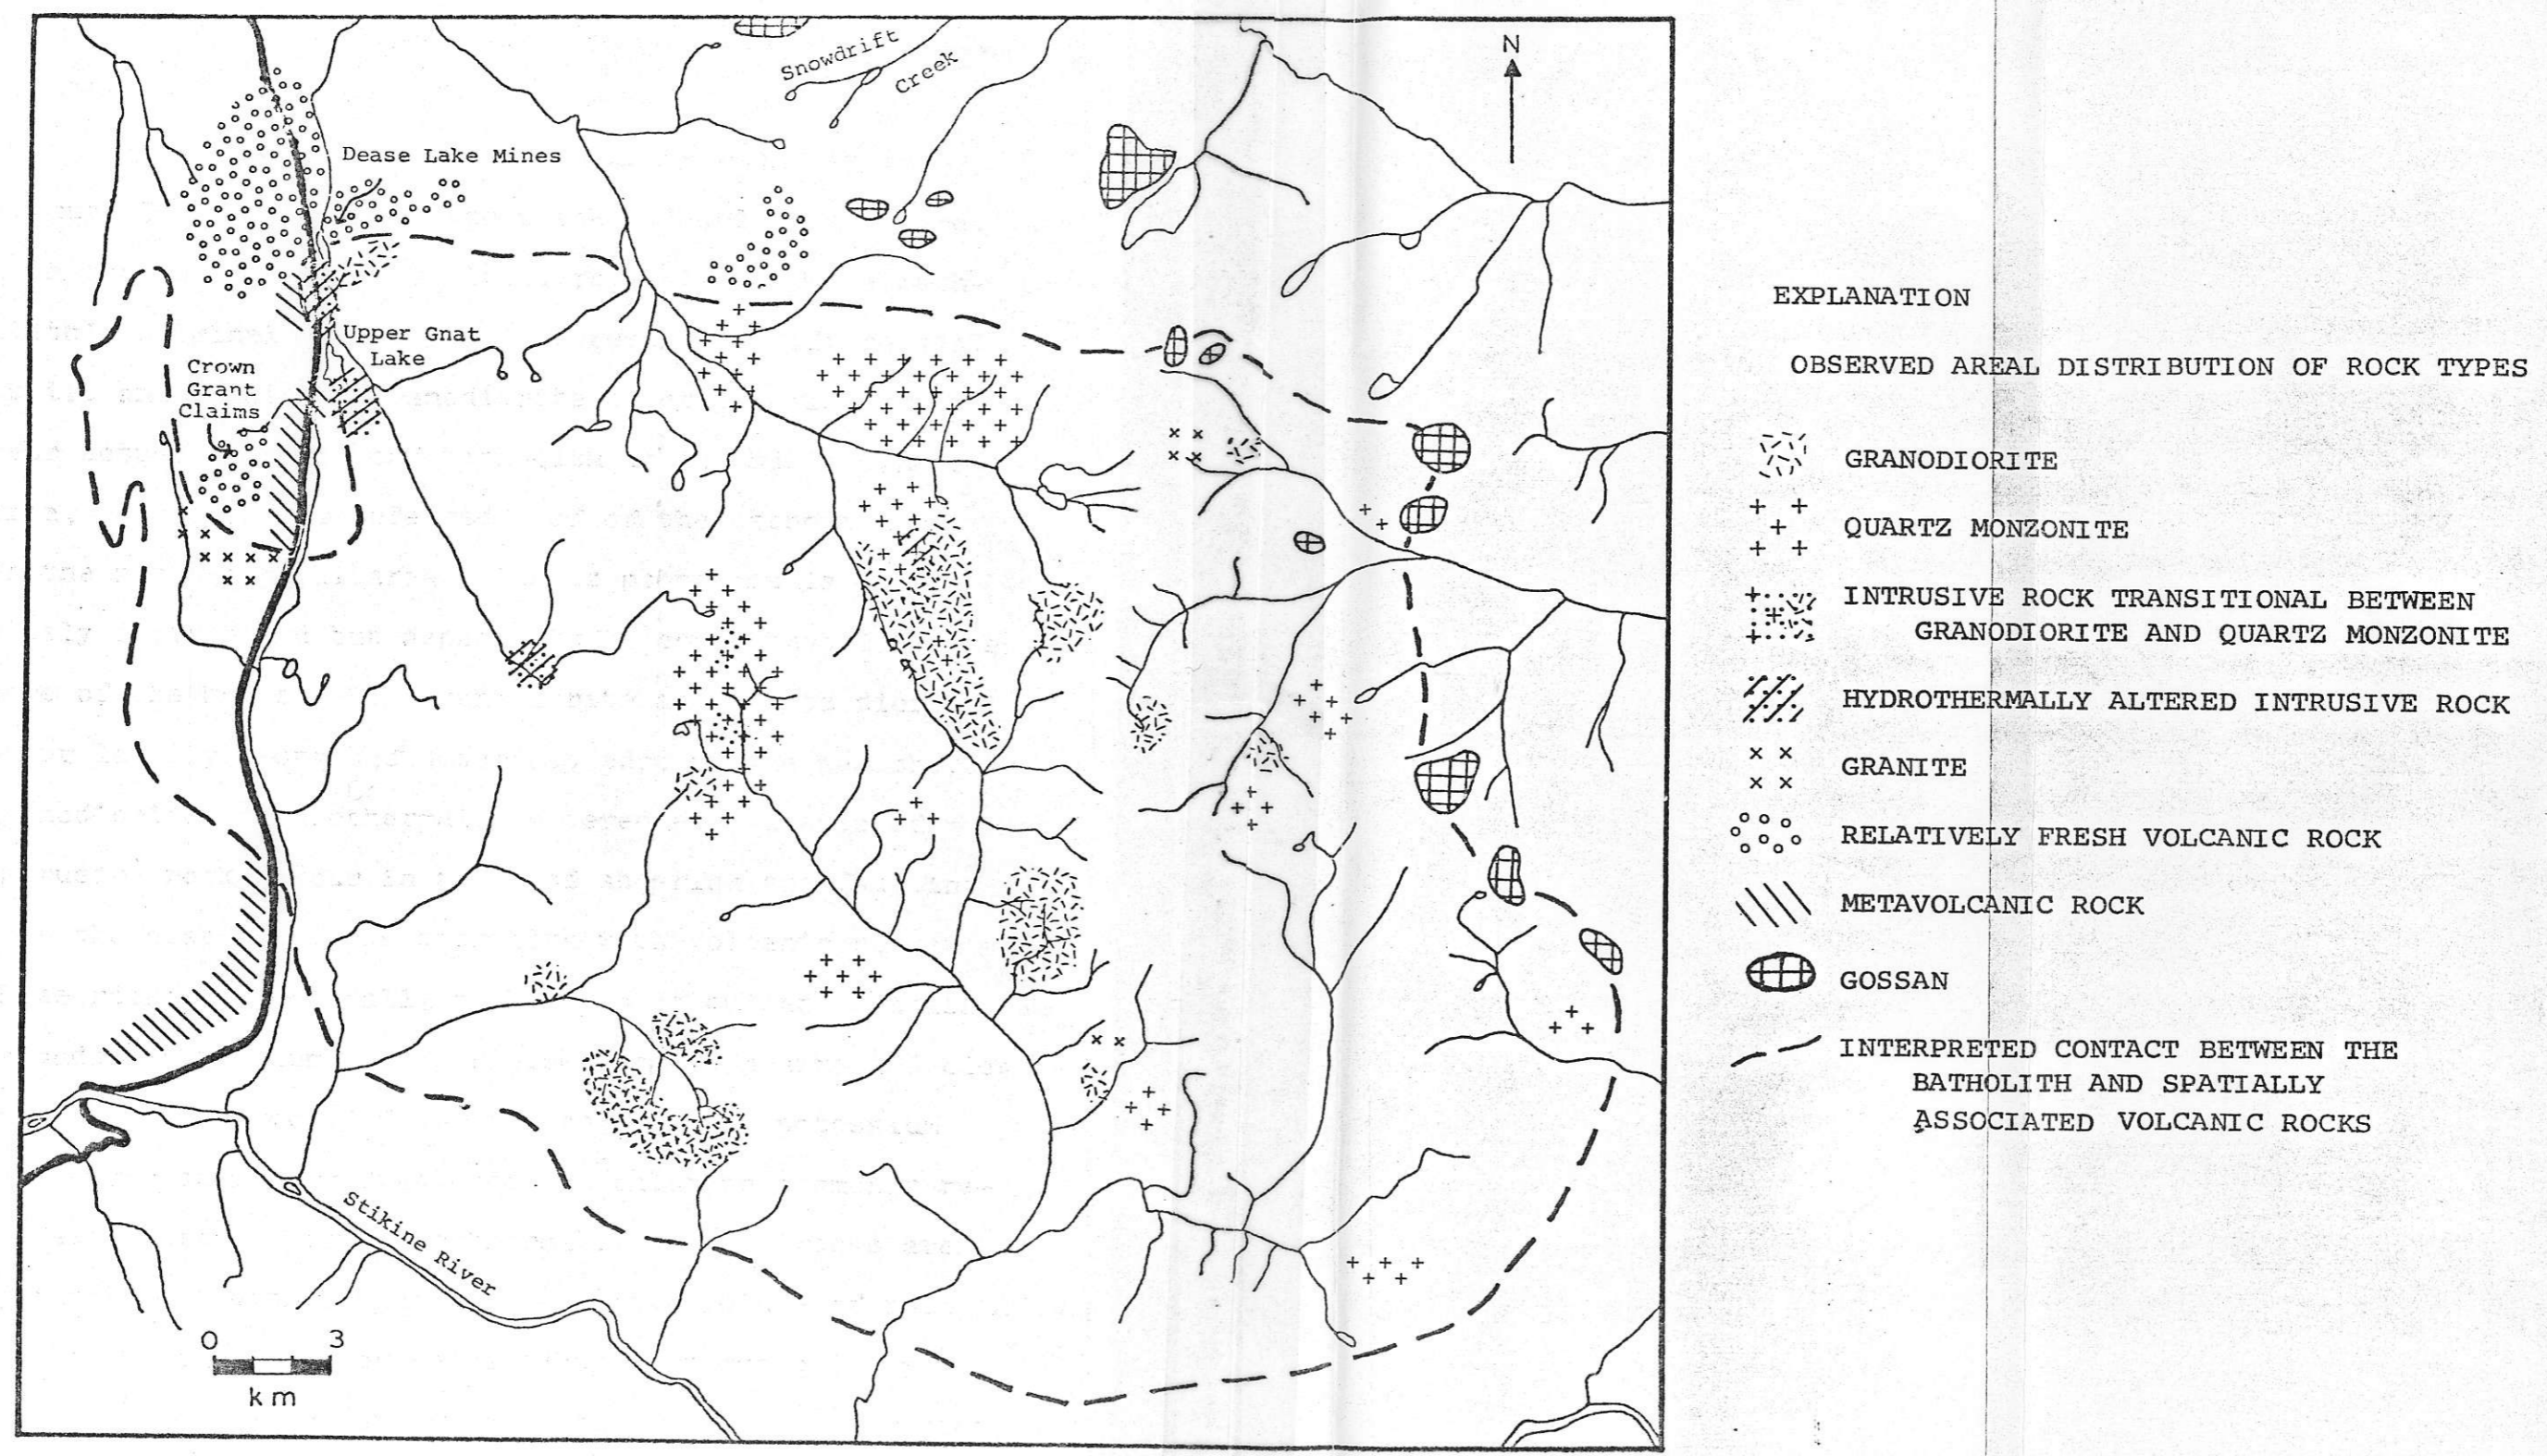 Snowdrift
Creek
N
Dease Lake Mines
Upper Gnat
Lake
Crown
Grant
Claims
Stikine River
0 3
km
EXPLANATION
OBSERVED AREAL DISTRIBUTION OF ROCK TYPES
GRANODIORITE
QUARTZ MONZONITE
INTRUSIVE ROCK TRANSITIONAL BETWEEN
GRANODIORITE AND QUARTZ MONZONITE
HYDROTHERMALLY ALTERED INTRUSIVE ROCK
GRANITE
RELATIVELY FRESH VOLCANIC ROCK
METAVOLCANIC ROCK
GOSSAN
INTERPRETED CONTACT BETWEEN THE
BATHOLITH AND SPATIALLY
ASSOCIATED VOLCANIC ROCKS